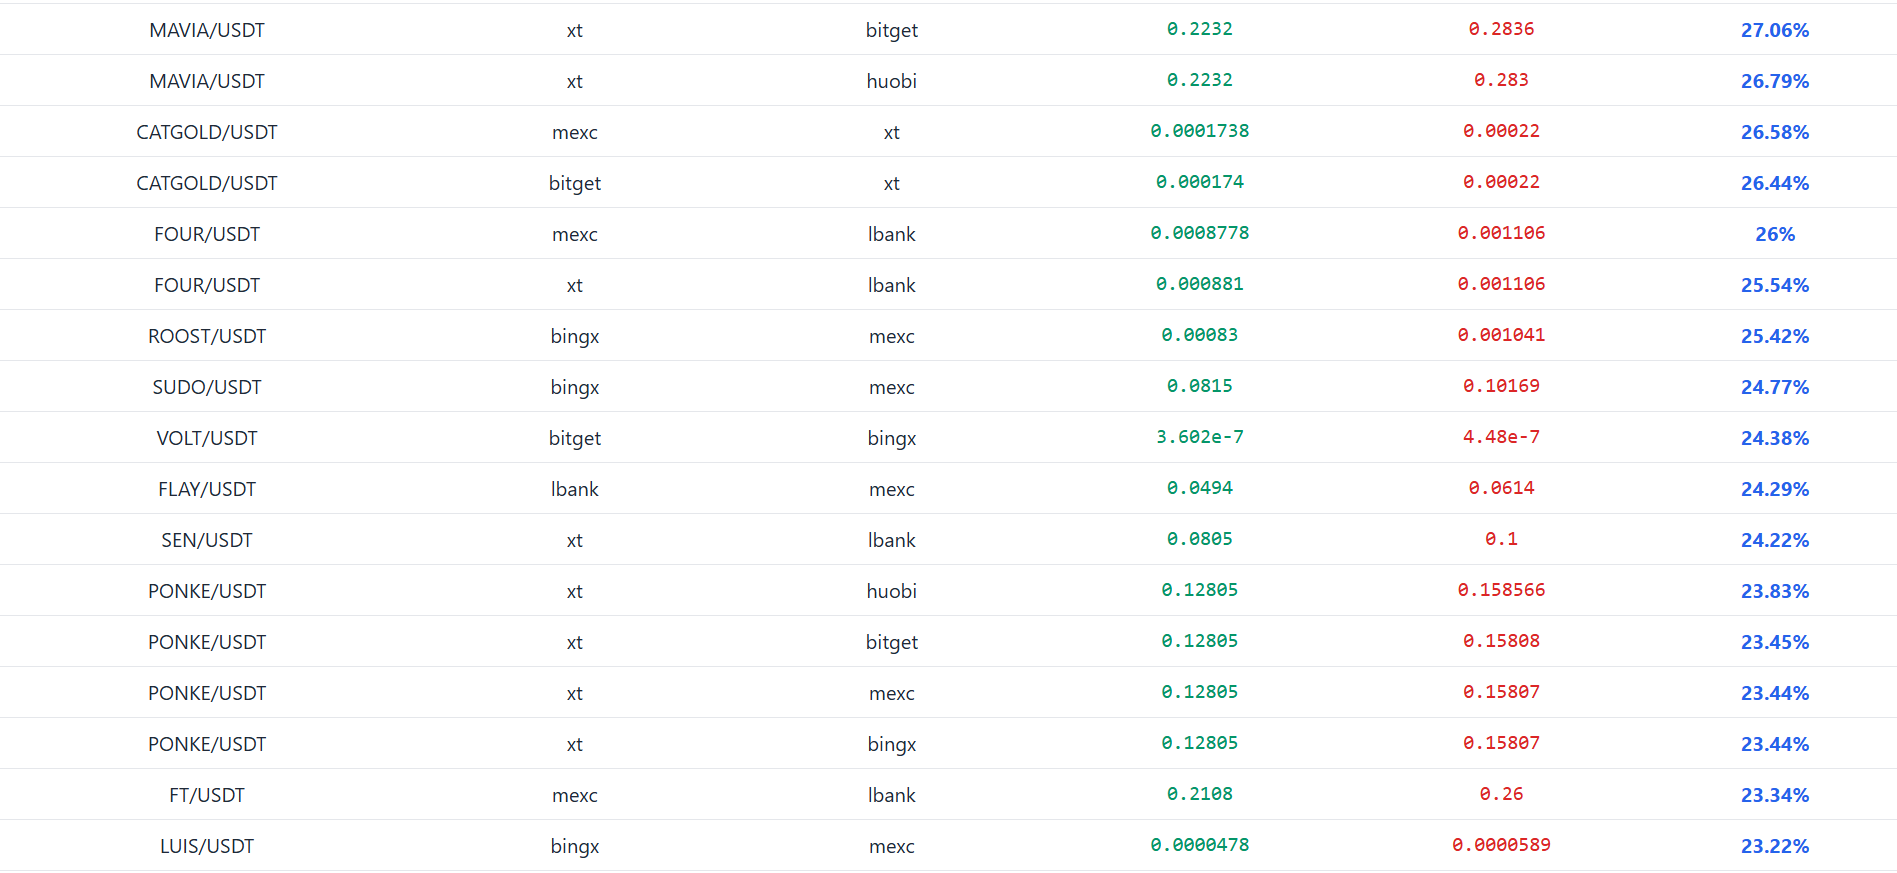 MAVIA/USDT xt bitget 0.2232 0.2836 27.06%
MAVIA/USDT xt huobi 0.2232 0.283 26.79%
CATGOLD/USDT mexc xt 0.0001738 0.00022 26.58%
CATGOLD/USDT bitget xt 0.000174 0.00022 26.44%
FOUR/USDT mexc lbank 0.0008778 0.001106 26%
FOUR/USDT xt lbank 0.000881 0.001106 25.54%
ROOST/USDT bingx mexc 0.00083 0.001041 25.42%
SUDO/USDT bingx mexc 0.0815 0.10169 24.77%
VOLT/USDT bitget bingx 3.602e-7 4.48e-7 24.38%
FLAY/USDT lbank mexc 0.0494 0.0614 24.29%
SEN/USDT xt lbank 0.0805 0.1 24.22%
PONKE/USDT xt huobi 0.12805 0.158566 23.83%
PONKE/USDT xt bitget 0.12805 0.15808 23.45%
PONKE/USDT xt mexc 0.12805 0.15807 23.44%
PONKE/USDT xt bingx 0.12805 0.15807 23.44%
FT/USDT mexc lbank 0.2108 0.26 23.34%
LUIS/USDT bingx mexc 0.0000478 0.0000589 23.22%